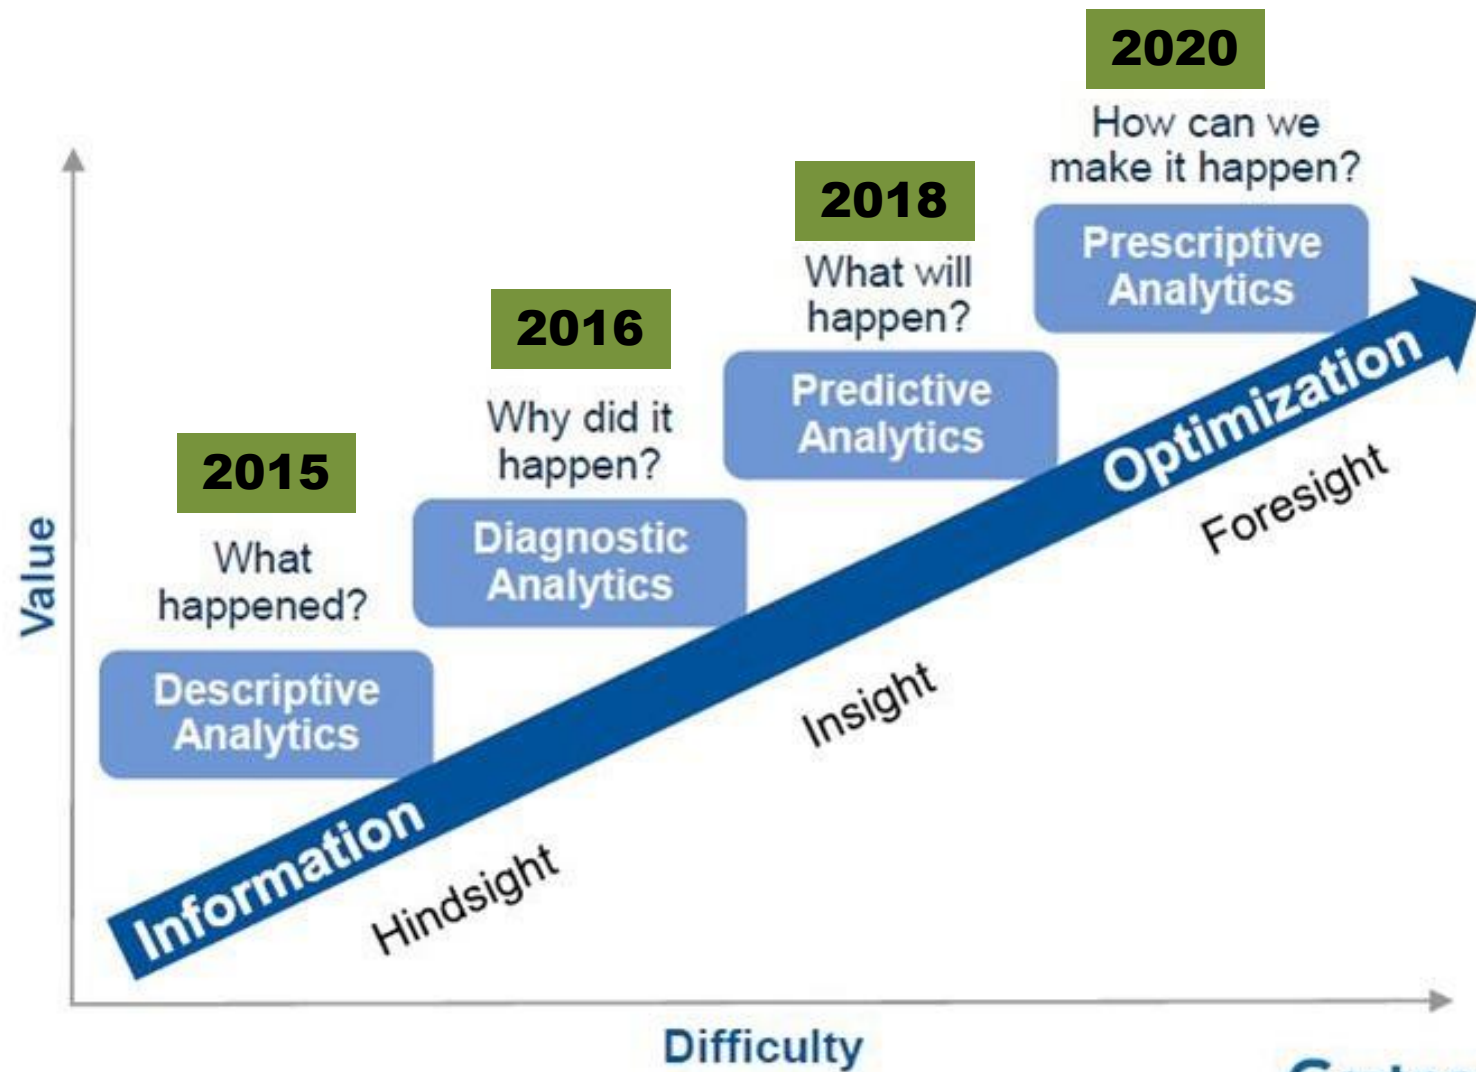 2020
How can we
make it happen?
Prescriptive
Analytics
2018
What will
happen?
Predictive
Analytics
2016
Why did it
happen?
Diagnostic
Analytics
2015
What
happened?
Descriptive
Analytics
Value
Information
Optimization
Hindsight
Insight
Foresight
Difficulty